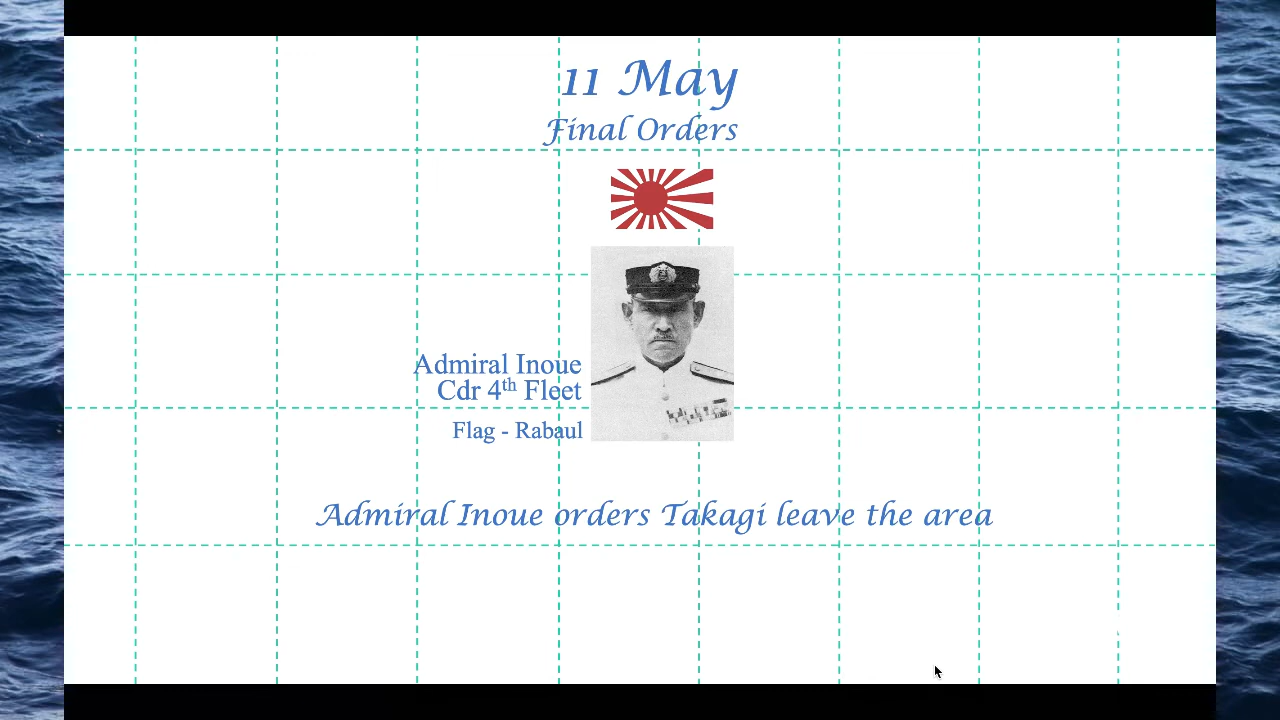 11 May
Final Orders
Admiral Inoue
Cdr 4th Fleet
Flag - Rabaul
Admiral Inoue orders Takagi leave the area